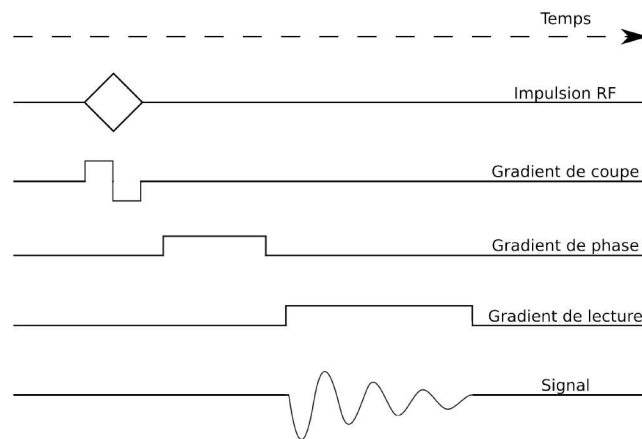 Temps
Impulsion RF
Gradient de coupe
Gradient de phase
Gradient de lecture
Signal